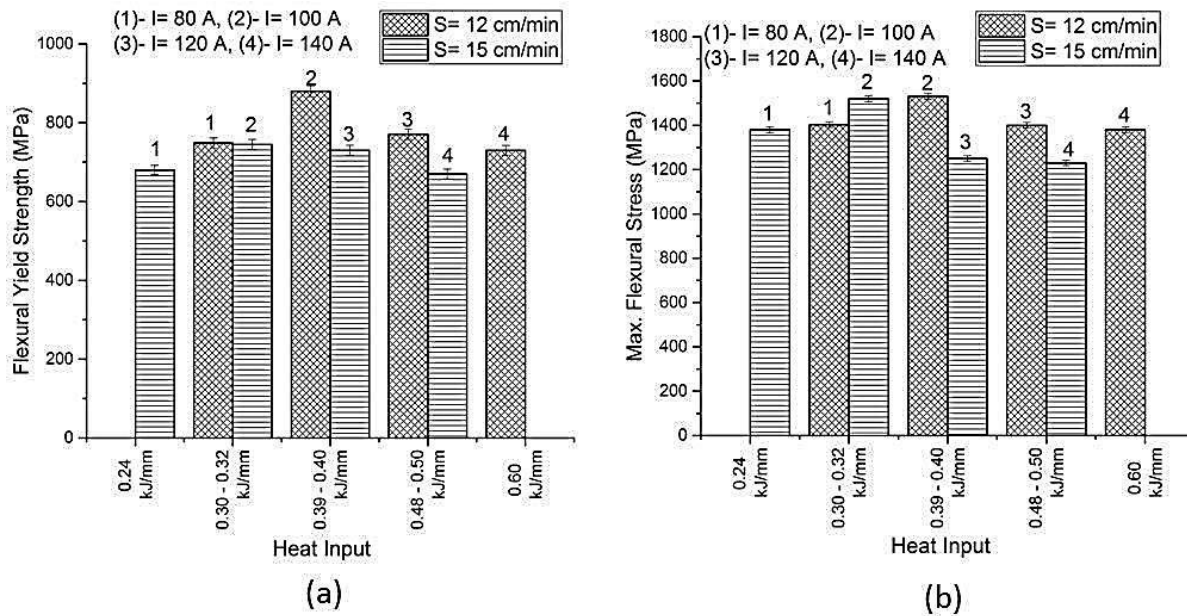 (1)- I= 80 A, (2)- I= 100 A
(3)- I= 120 A, (4)- I= 140 A
S= 12 cm/min
S= 15 cm/min
Flexural Yield Strength (MPa)
1000
800
600
400
200
0
1
1
2
2
3
3
4
4
0.24 kJ/mm
0.30 - 0.32 kJ/mm
0.39 - 0.40 kJ/mm
0.48 - 0.50 kJ/mm
0.60 kJ/mm
Heat Input
(a)
(1)- I= 80 A, (2)- I= 100 A
(3)- I= 120 A, (4)- I= 140 A
S= 12 cm/min
S= 15 cm/min
Max. Flexural Stress (MPa)
1800
1600
1400
1200
1000
800
600
400
200
0
1
1
2
2
3
3
4
4
0.24 kJ/mm
0.30 - 0.32 kJ/mm
0.39 - 0.40 kJ/mm
0.48 - 0.50 kJ/mm
0.60 kJ/mm
Heat Input
(b)